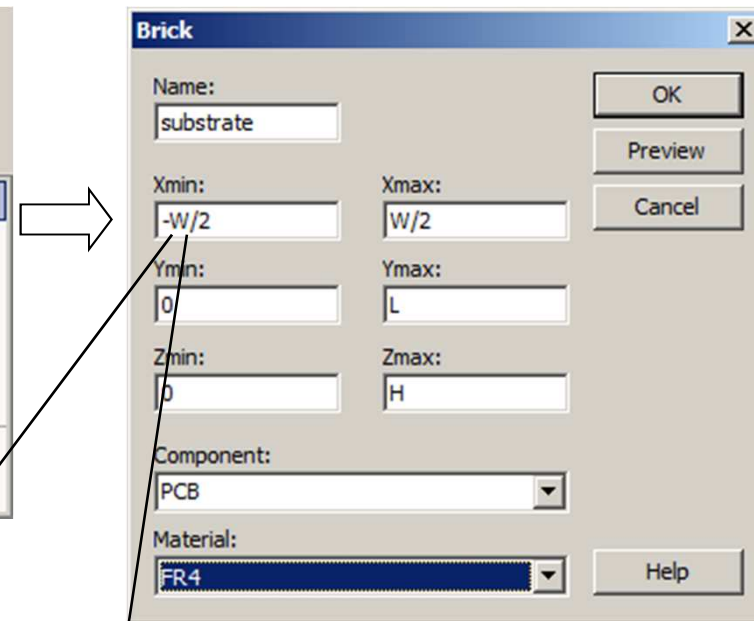 Brick
Name:
substrate
OK
Preview
Cancel
Xmin:
Xmax:
-W/2
W/2
Ymin:
Ymax:
0
L
Zmin:
Zmax:
0
H
Component:
PCB
Material:
FR4
Help